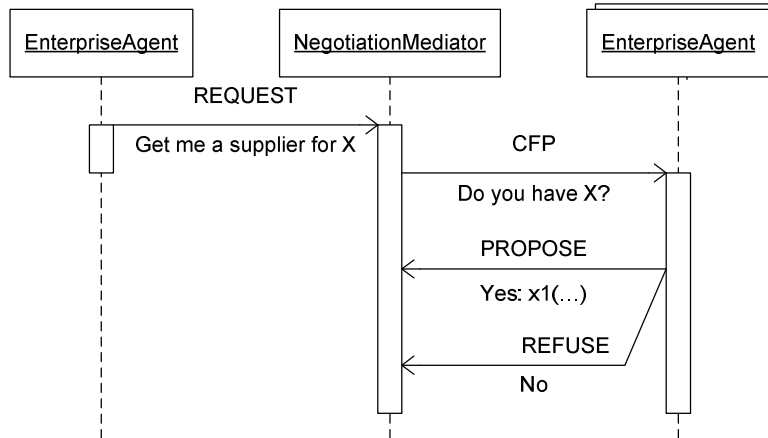 EnterpriseAgent
NegotiationMediator
EnterpriseAgent
REQUEST
Get me a supplier for X
CFP
Do you have X?
PROPOSE
Yes: x1(…)
REFUSE
No